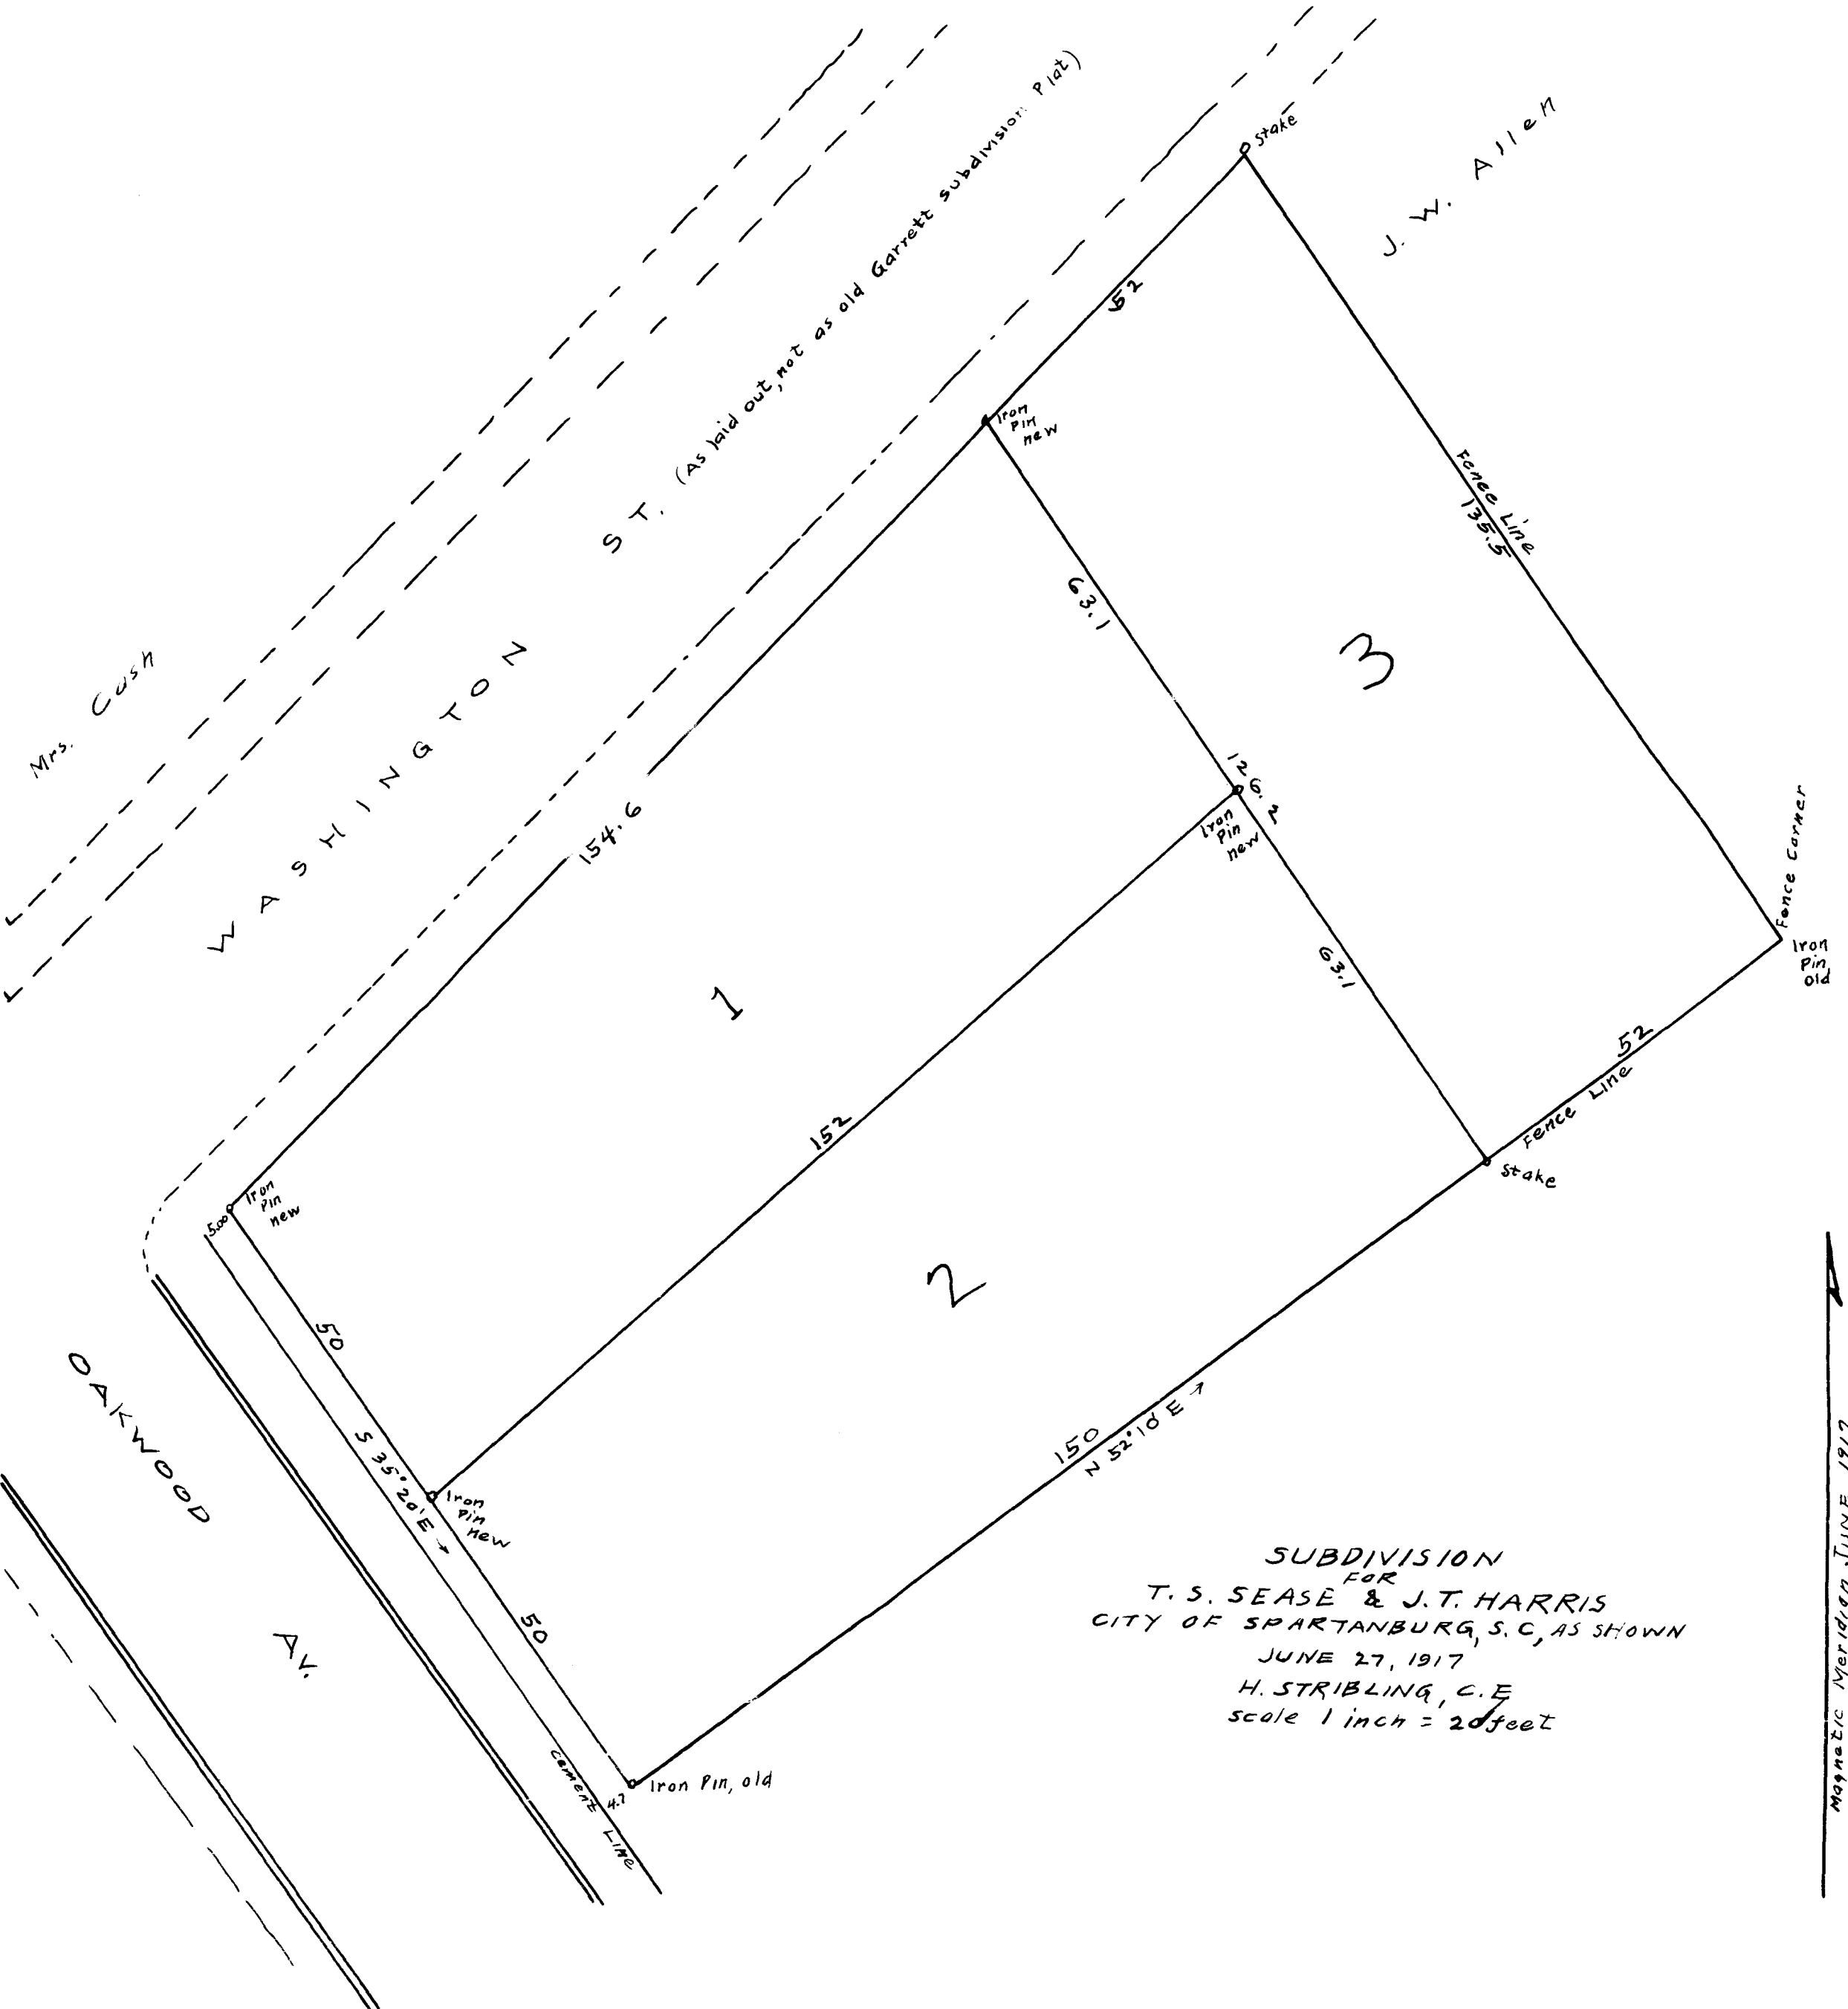 Stake
J. W. Allen
ST. (As laid out, not as old Garrett subdivision Plat)
52
Iron
Pin
new
Fence Line
135.5
63.1
3
Mrs. Cash
WASHINGTON
154.6
126.2
Iron
Pin
new
Fence Corner
Iron
Pin
old
63.1
1
52
Fence Line
Stake
152
Iron
Pin
new
5.00
2
50
OAKWOOD
AV.
S 35° 20' E
Iron
Pin
new
150
N 52° 10' E
50
Iron Pin, old
4.7
Cement Line
SUBDIVISION
FOR
T. S. SEASE & J. T. HARRIS
CITY OF SPARTANBURG, S. C, AS SHOWN
JUNE 27, 1917
H. STRIBLING, C. E
scale 1 inch = 20 feet
Magnetic Meridian JUNE 1917